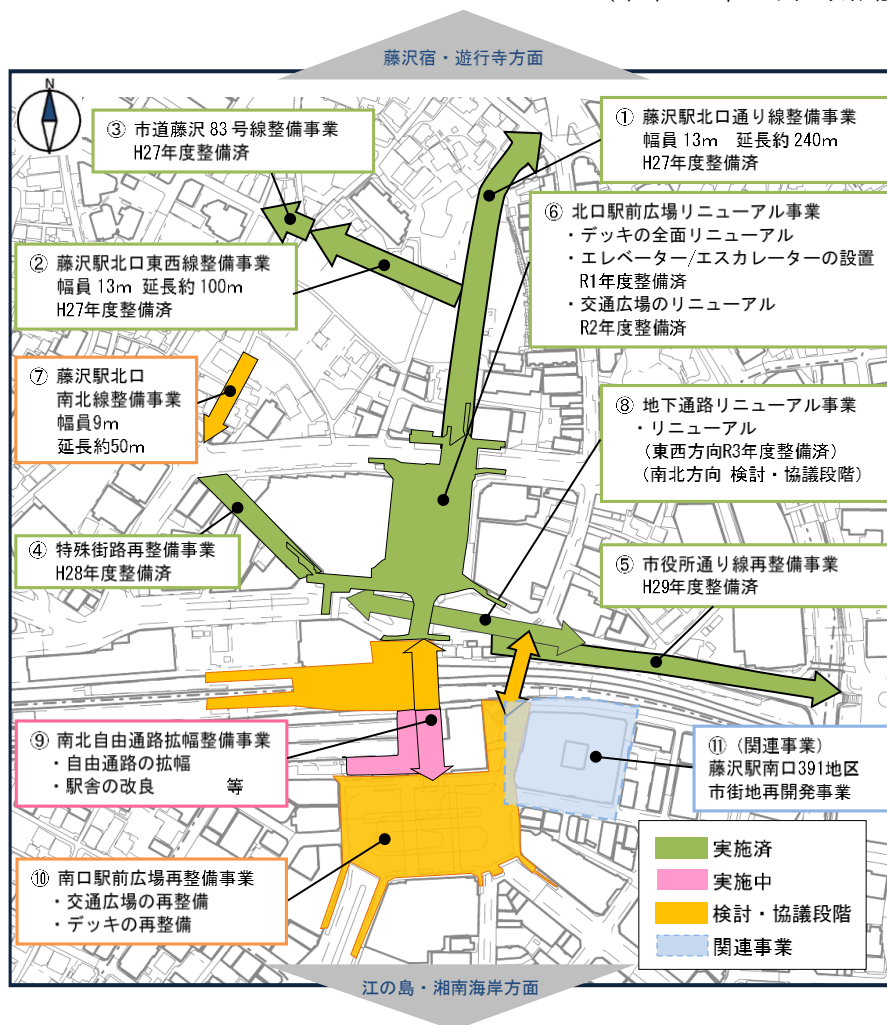 藤沢宿・遊行寺方面
N
③ 市道藤沢 83 号線整備事業
H27年度整備済
① 藤沢駅北口通り線整備事業
幅員 13m 延長約 240m
H27年度整備済
⑥ 北口駅前広場リニューアル事業
・デッキの全面リニューアル
・エレベーター/エスカレーターの設置
R1年度整備済
・交通広場のリニューアル
R2年度整備済
② 藤沢駅北口東西線整備事業
幅員 13m 延長約 100m
H27年度整備済
⑦ 藤沢駅北口
南北線整備事業
幅員9m
延長約50m
⑧ 地下通路リニューアル事業
・リニューアル
(東西方向R3年度整備済)
(南北方向 検討・協議段階)
④ 特殊街路再整備事業
H28年度整備済
⑤ 市役所通り線再整備事業
H29年度整備済
⑨ 南北自由通路拡幅整備事業
・自由通路の拡幅
・駅舎の改良 等
⑪ (関連事業)
藤沢駅南口391地区
市街地再開発事業
⑩ 南口駅前広場再整備事業
・交通広場の再整備
・デッキの再整備
実施済
実施中
検討・協議段階
関連事業
江の島・湘南海岸方面